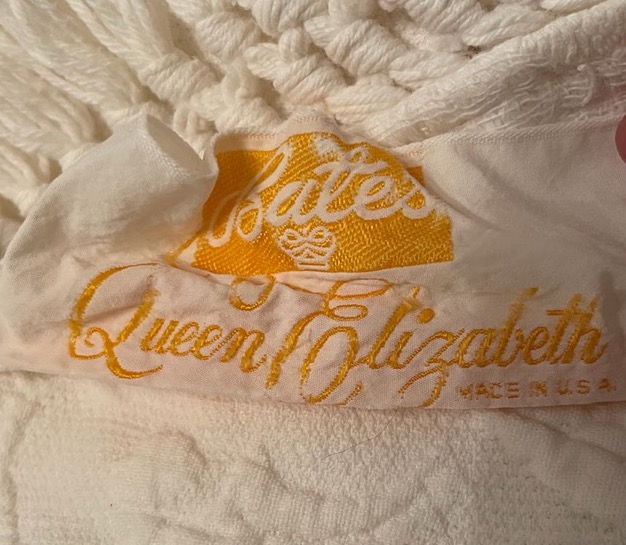 Bates
Queen Elizabeth
MADE IN U.S.A.